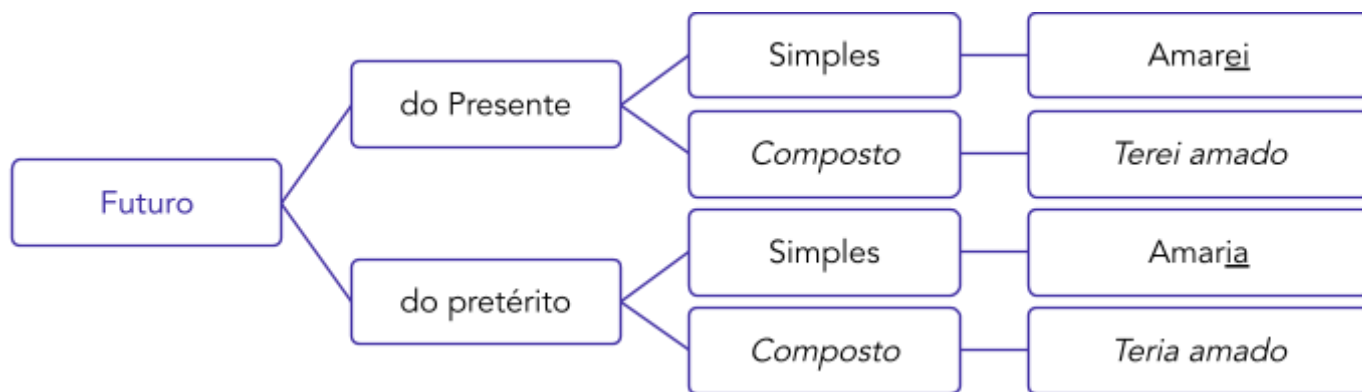 Futuro
do Presente
Simples
Amarei
Composto
Terei amado
do pretérito
Simples
Amaria
Composto
Teria amado